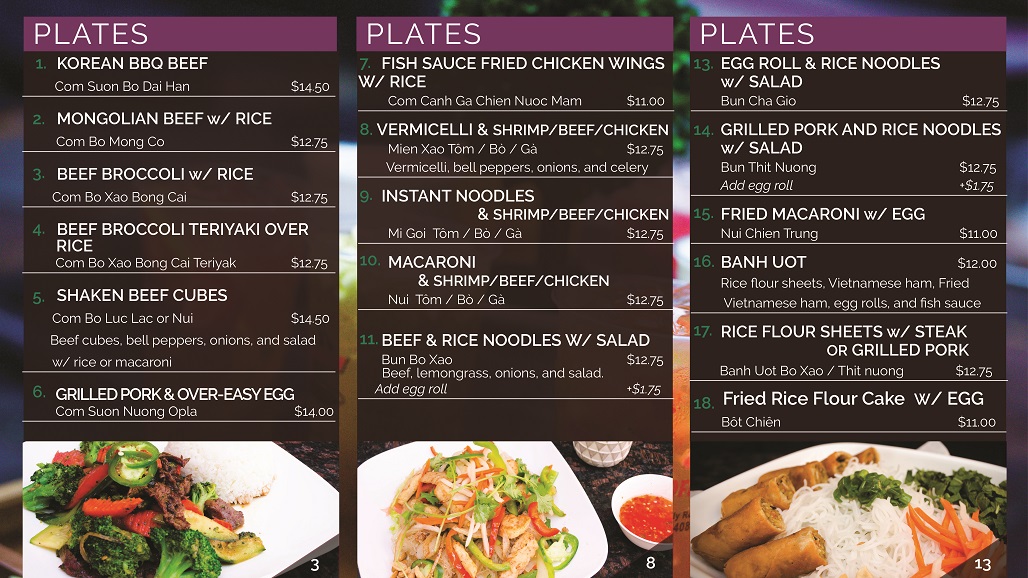 PLATES
1. KOREAN BBQ BEEF
Com Suon Bo Dai Han $14.50
2. MONGOLIAN BEEF w/ RICE
Com Bo Mong Co $12.75
3. BEEF BROCCOLI w/ RICE
Com Bo Xao Bong Cai $12.75
4. BEEF BROCCOLI TERIYAKI OVER
RICE
Com Bo Xao Bong Cai Teriyak $12.75
5. SHAKEN BEEF CUBES
Com Bo Luc Lac or Nui $14.50
Beef cubes, bell peppers, onions, and salad
w/ rice or macaroni
6. GRILLED PORK & OVER-EASY EGG
Com Suon Nuong Opla $14.00
3
PLATES
7. FISH SAUCE FRIED CHICKEN WINGS
W/ RICE
Com Canh Ga Chien Nuoc Mam $11.00
8. VERMICELLI & SHRIMP/BEEF/CHICKEN
Mien Xao Tôm / Bò / Gà $12.75
Vermicelli, bell peppers, onions, and celery
9. INSTANT NOODLES
& SHRIMP/BEEF/CHICKEN
Mi Goi Tôm / Bò / Gà $12.75
10. MACARONI
& SHRIMP/BEEF/CHICKEN
Nui Tôm / Bò / Gà $12.75
11. BEEF & RICE NOODLES W/ SALAD
Bun Bo Xao $12.75
Beef, lemongrass, onions, and salad.
Add egg roll +$1.75
8
PLATES
13. EGG ROLL & RICE NOODLES
w/ SALAD
Bun Cha Gio $12.75
14. GRILLED PORK AND RICE NOODLES
w/ SALAD
Bun Thit Nuong $12.75
Add egg roll +$1.75
15. FRIED MACARONI w/ EGG
Nui Chien Trung $11.00
16. BANH UOT $12.00
Rice flour sheets, Vietnamese ham, Fried
Vietnamese ham, egg rolls, and fish sauce
17. RICE FLOUR SHEETS w/ STEAK
OR GRILLED PORK
Banh Uot Bo Xao / Thit nuong $12.75
18. Fried Rice Flour Cake W/ EGG
Bôt Chiên $11.00
13